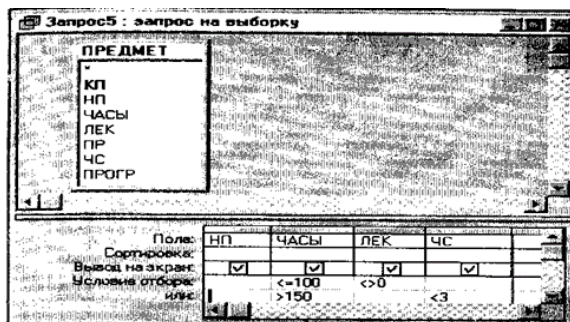 Запрос5 : запрос на выборку
ПРЕДМЕТ
*
КП
НП
ЧАСЫ
ЛЕК
ПР
ЧС
ПРОГР
Поле: НП ЧАСЫ ЛЕК ЧС
Сортировка:
Вывод на экран:
Условие отбора: <=100 <>0
или: >150 <3